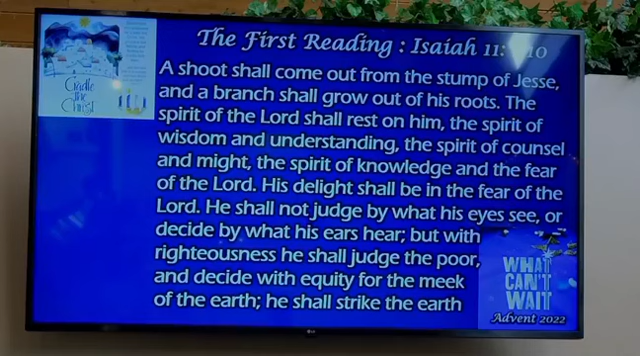 The First Reading : Isaiah 11: 10
A shoot shall come out from the stump of Jesse,
and a branch shall grow out of his roots. The
spirit of the Lord shall rest on him, the spirit of
wisdom and understanding, the spirit of counsel
and might, the spirit of knowledge and the fear
of the Lord. His delight shall be in the fear of the
Lord. He shall not judge by what his eyes see, or
decide by what his ears hear; but with
righteousness he shall judge the poor,
and decide with equity for the meek
of the earth; he shall strike the earth
Cradle
the
Christ
WHAT
CAN'T
WAIT
Advent 2022
LG